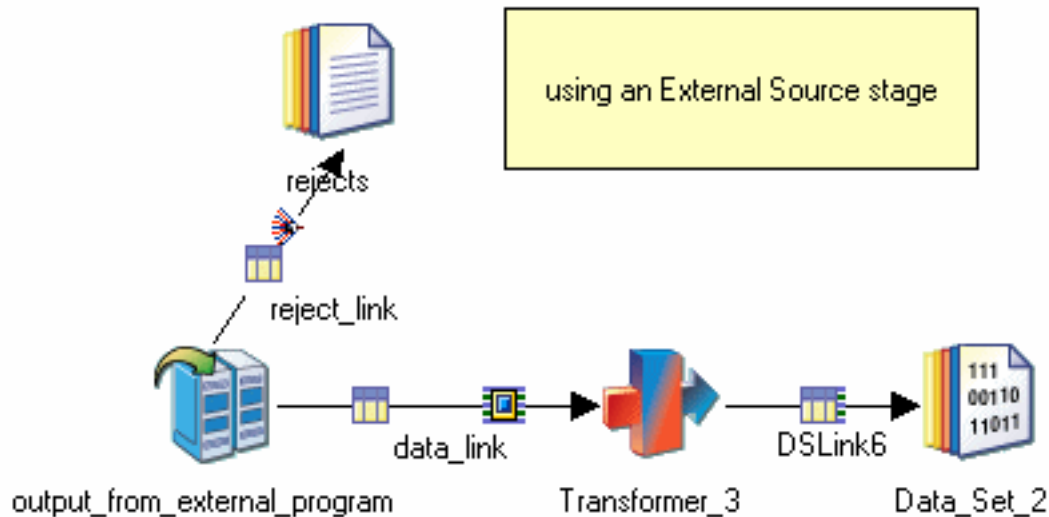 using an External Source stage
rejects
reject_link
data_link
DSLink6
111
00110
11011
output_from_external_program
Transformer_3
Data_Set_2